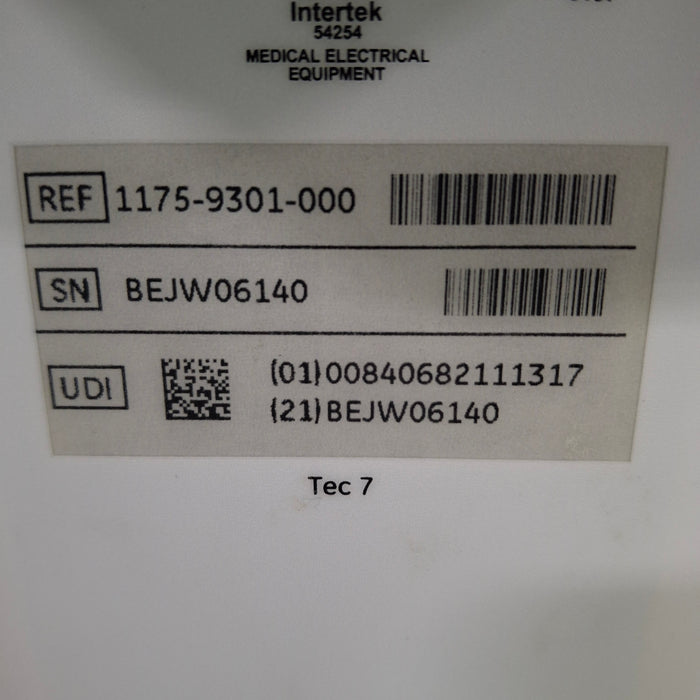 Intertek
54254
MEDICAL ELECTRICAL
EQUIPMENT
REF 1175-9301-000
SN BEJW06140
UDI (01)00840682111317
(21)BEJW06140
Tec 7